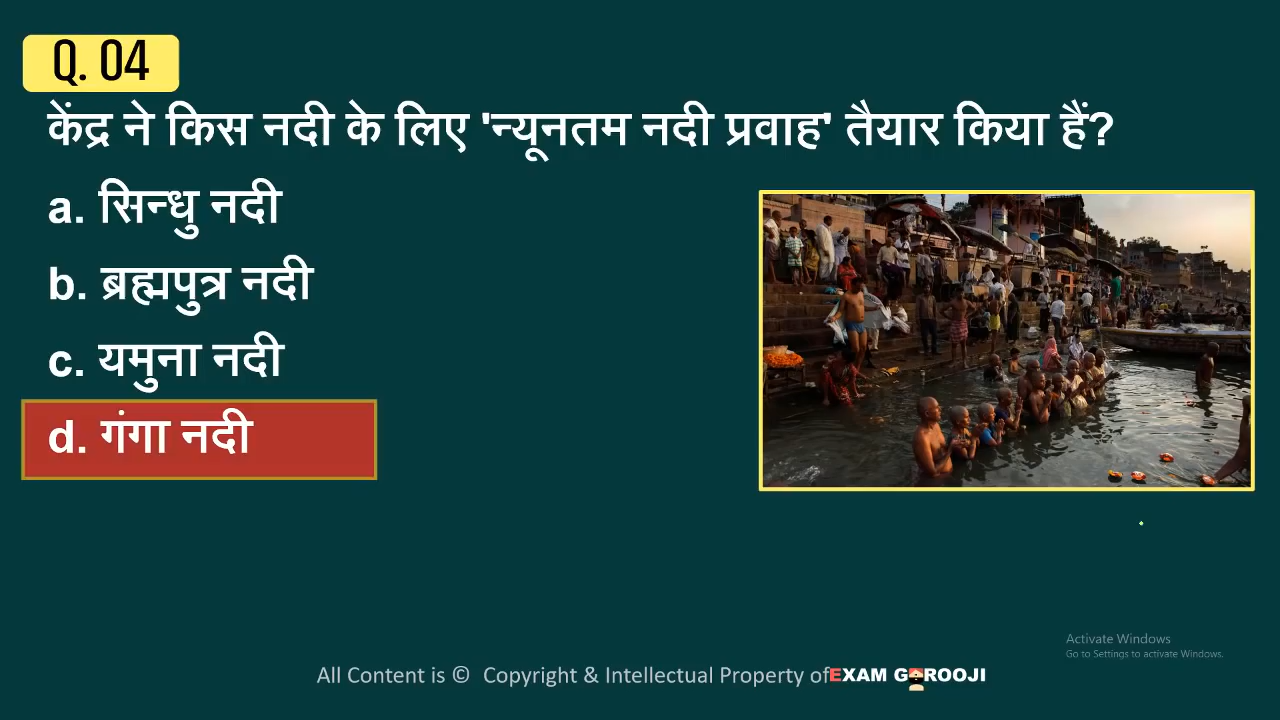 Q. 04
केंद्र ने किस नदी के लिए 'न्यूनतम नदी प्रवाह' तैयार किया हैं?
a. सिन्धु नदी
b. ब्रह्मपुत्र नदी
c. यमुना नदी
d. गंगा नदी
Activate Windows
Go to Settings to activate Windows.
All Content is © Copyright & Intellectual Property of EXAM GUROOJI